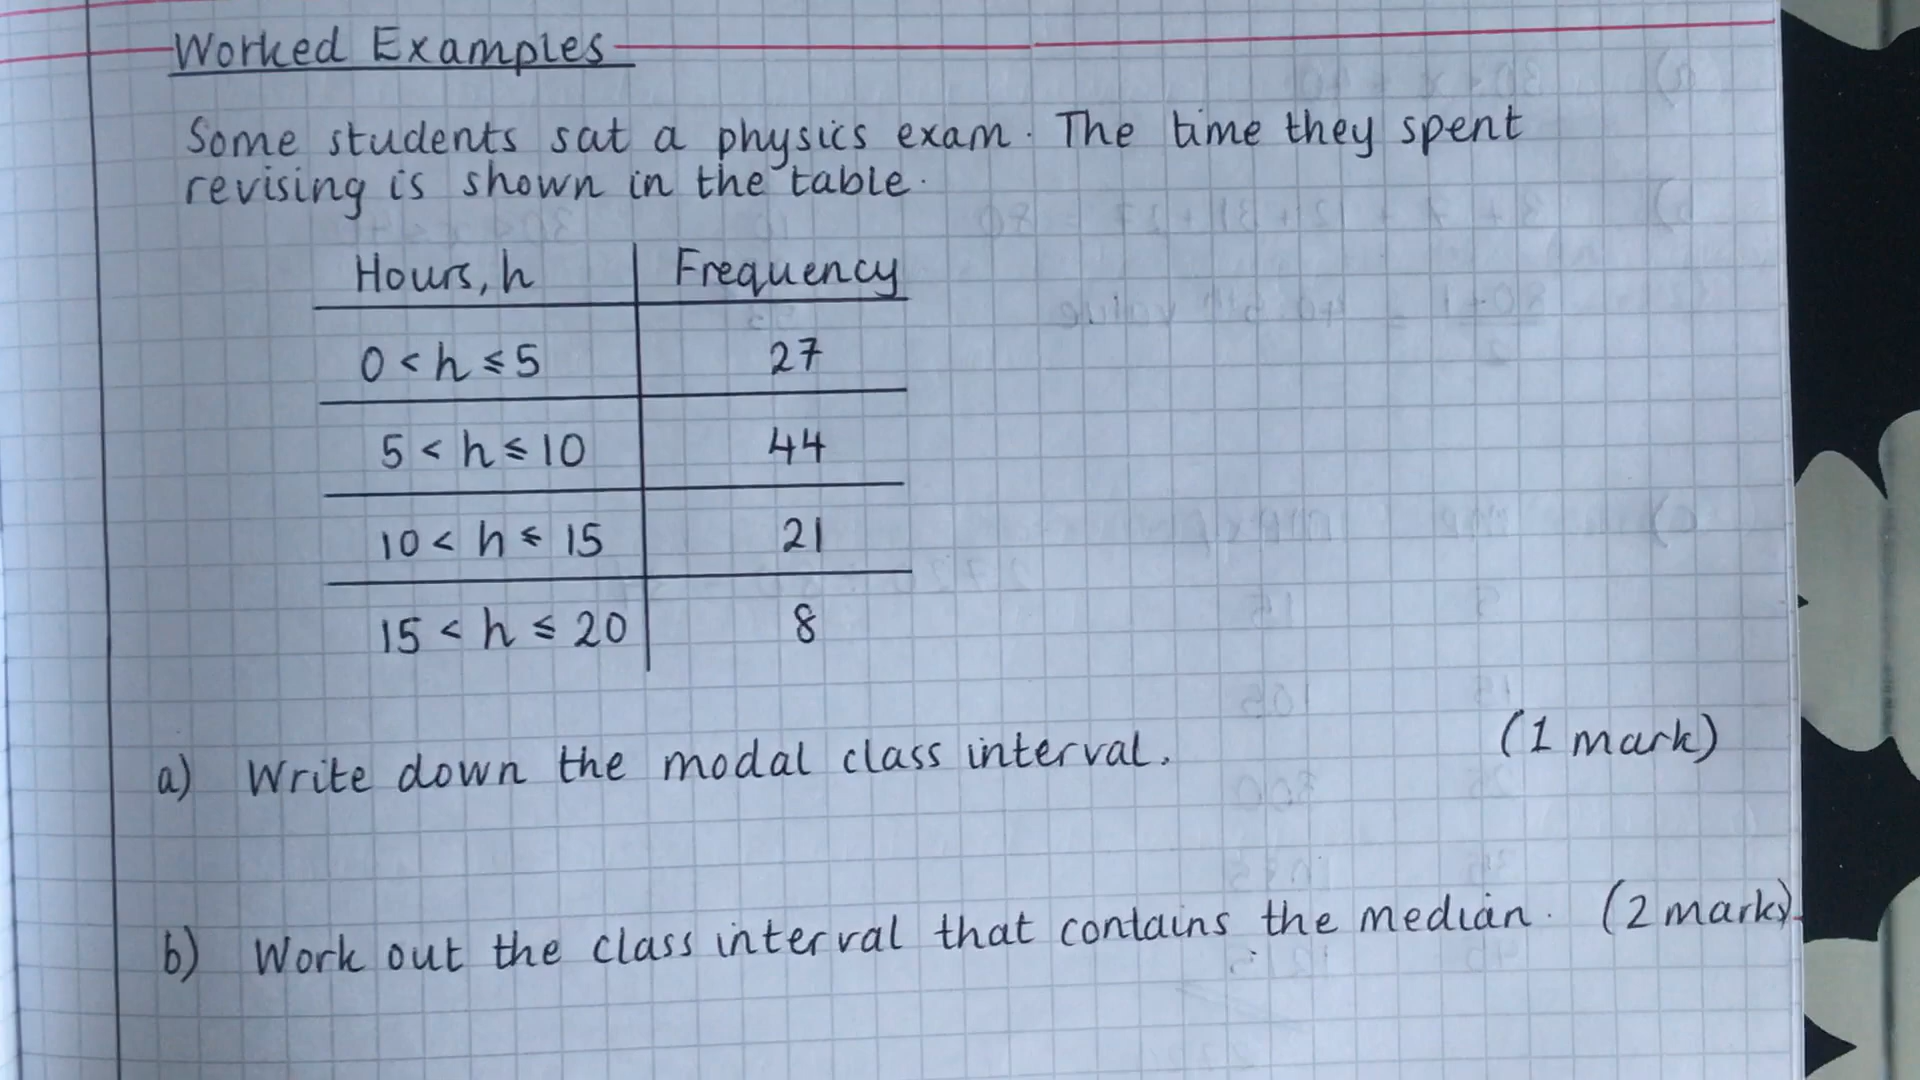 Worked Examples
Some students sat a physics exam. The time they spent
revising is shown in the table.
Hours, h Frequency
0 < h ≤ 5 27
5 < h ≤ 10 44
10 < h ≤ 15 21
15 < h ≤ 20 8
a) Write down the modal class interval. (1 mark)
b) Work out the class interval that contains the median. (2 marks)